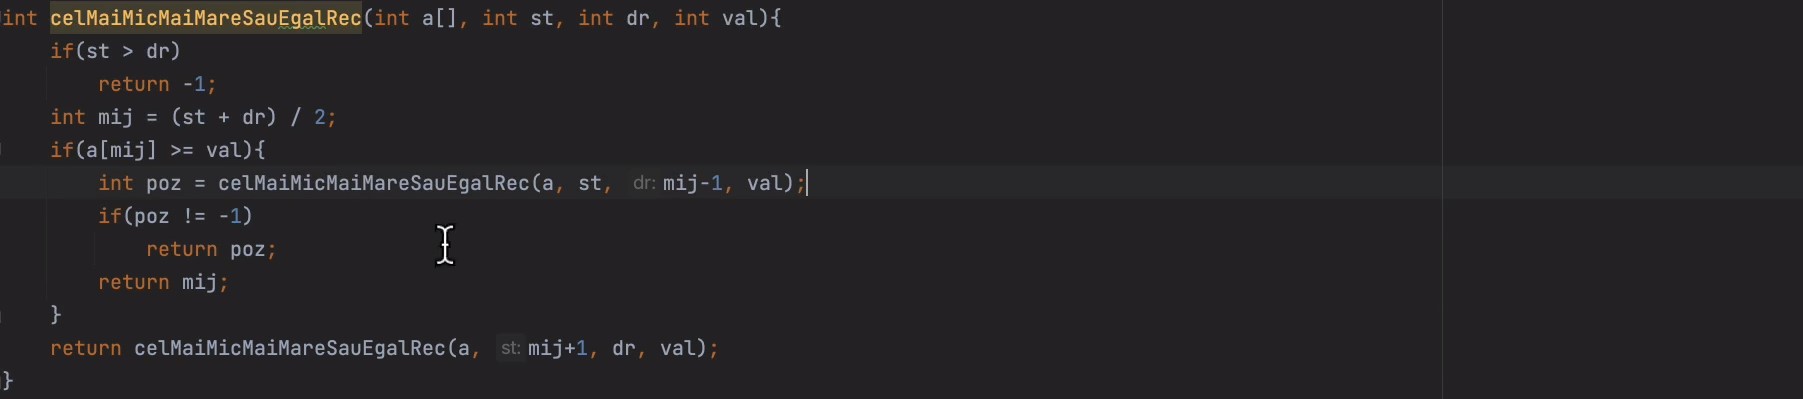 int celMaiMicMaiMareSauEgalRec(int a[], int st, int dr, int val){
if(st > dr)
return -1;
int mij = (st + dr) / 2;
if(a[mij] >= val){
int poz = celMaiMicMaiMareSauEgalRec(a, st, dr: mij-1, val);
if(poz != -1)
return poz;
return mij;
}
return celMaiMicMaiMareSauEgalRec(a, st: mij+1, dr, val);
}